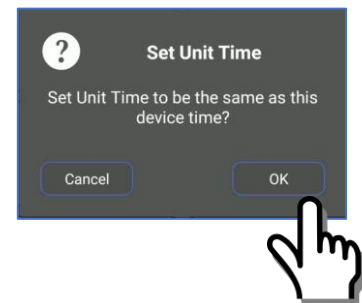 ?
Set Unit Time
Set Unit Time to be the same as this
device time?
Cancel
OK